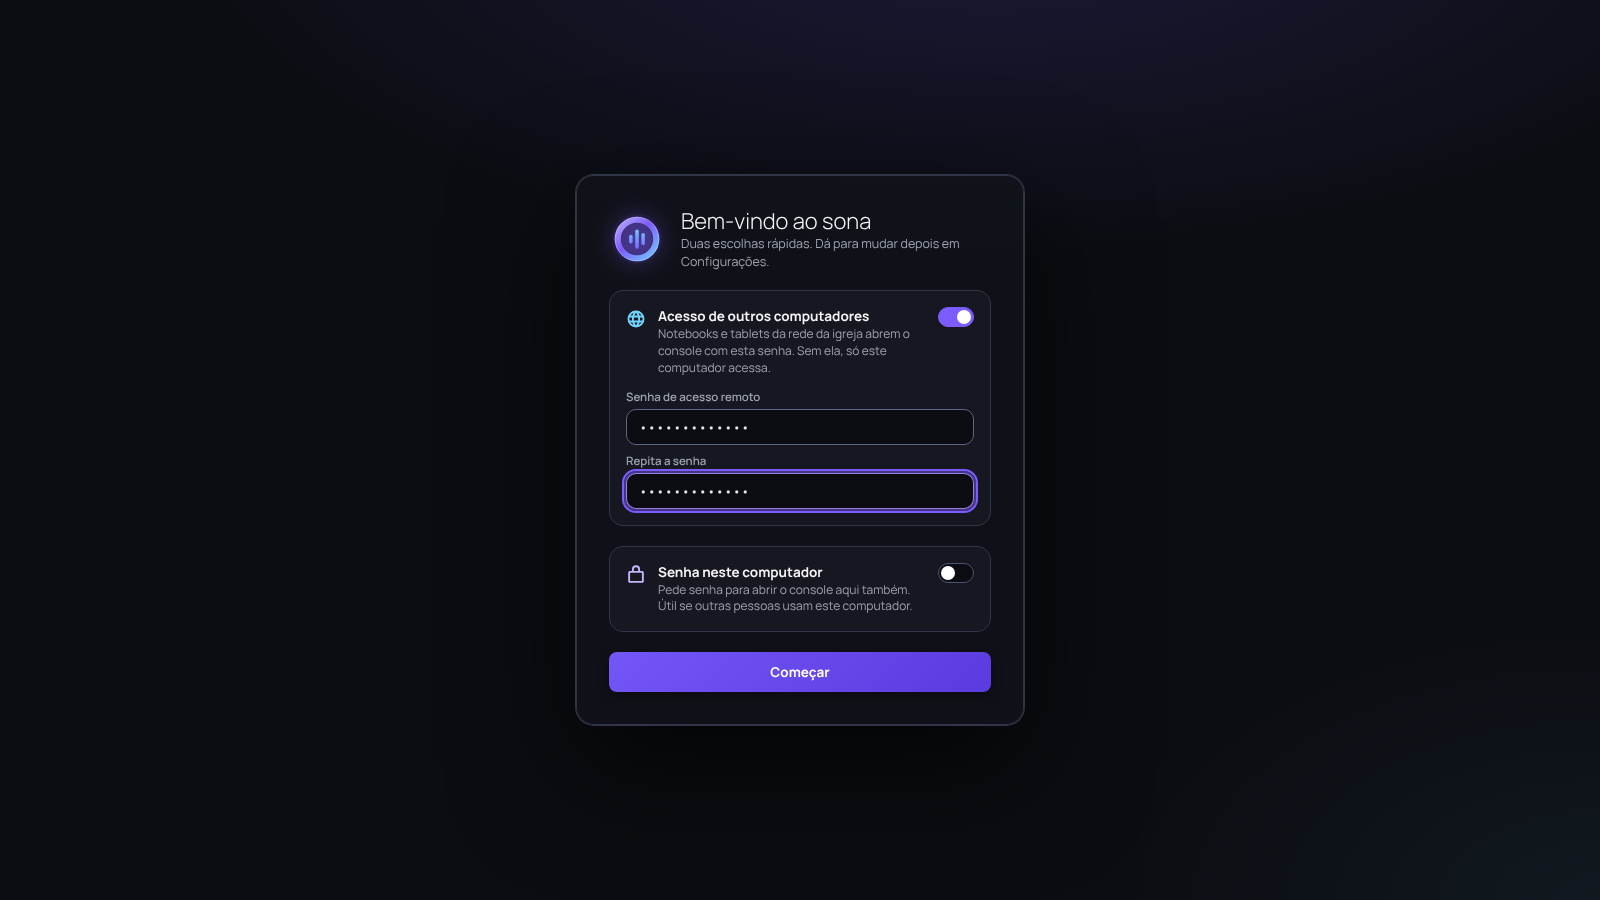 Bem-vindo ao sona
Duas escolhas rápidas. Dá para mudar depois em
Configurações.
Acesso de outros computadores
Notebooks e tablets da rede da igreja abrem o
console com esta senha. Sem ela, só este
computador acessa.
Senha de acesso remoto
•••••••••••••
Repita a senha
•••••••••••••
Senha neste computador
Pede senha para abrir o console aqui também.
Útil se outras pessoas usam este computador.
Começar